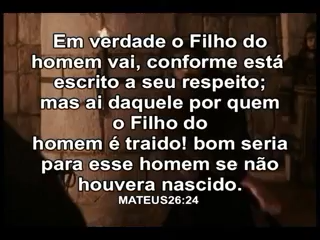 Em verdade o Filho do
homem vai, conforme está
escrito a seu respeito;
mas ai daquele por quem
o Filho do
homem é traido! bom seria
para esse homem se não
houvera nascido.
MATEUS26:24